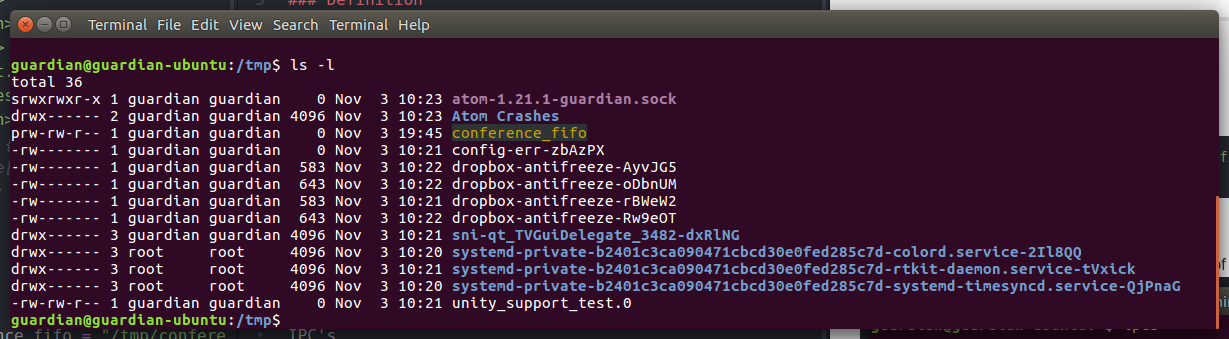 ### Definition
Terminal File Edit View Search Terminal Help
guardian@guardian-ubuntu:/tmp$ ls -l
total 36
srwxrwxr-x 1 guardian guardian    0 Nov  3 10:23 atom-1.21.1-guardian.sock
drwx------ 2 guardian guardian 4096 Nov  3 10:23 Atom Crashes
prw-rw-r-- 1 guardian guardian    0 Nov  3 19:45 conference_fifo
-rw------- 1 guardian guardian    0 Nov  3 10:21 config-err-zbAzPX
-rw------- 1 guardian guardian  583 Nov  3 10:22 dropbox-antifreeze-AyvJG5
-rw------- 1 guardian guardian  643 Nov  3 10:22 dropbox-antifreeze-oDbnUM
-rw------- 1 guardian guardian  583 Nov  3 10:21 dropbox-antifreeze-rBWeW2
-rw------- 1 guardian guardian  643 Nov  3 10:22 dropbox-antifreeze-Rw9eOT
drwx------ 3 guardian guardian 4096 Nov  3 10:21 sni-qt_TVGuiDelegate_3482-dxRlNG
drwx------ 3 root     root     4096 Nov  3 10:20 systemd-private-b2401c3ca090471cbcbd30e0fed285c7d-colord.service-2Il8QQ
drwx------ 3 root     root     4096 Nov  3 10:21 systemd-private-b2401c3ca090471cbcbd30e0fed285c7d-rtkit-daemon.service-tVxick
drwx------ 3 root     root     4096 Nov  3 10:20 systemd-private-b2401c3ca090471cbcbd30e0fed285c7d-systemd-timesyncd.service-QjPnaG
-rw-rw-r-- 1 guardian guardian    0 Nov  3 10:21 unity_support_test.0
guardian@guardian-ubuntu:/tmp$
fifo = "/tmp/confere
IPC's